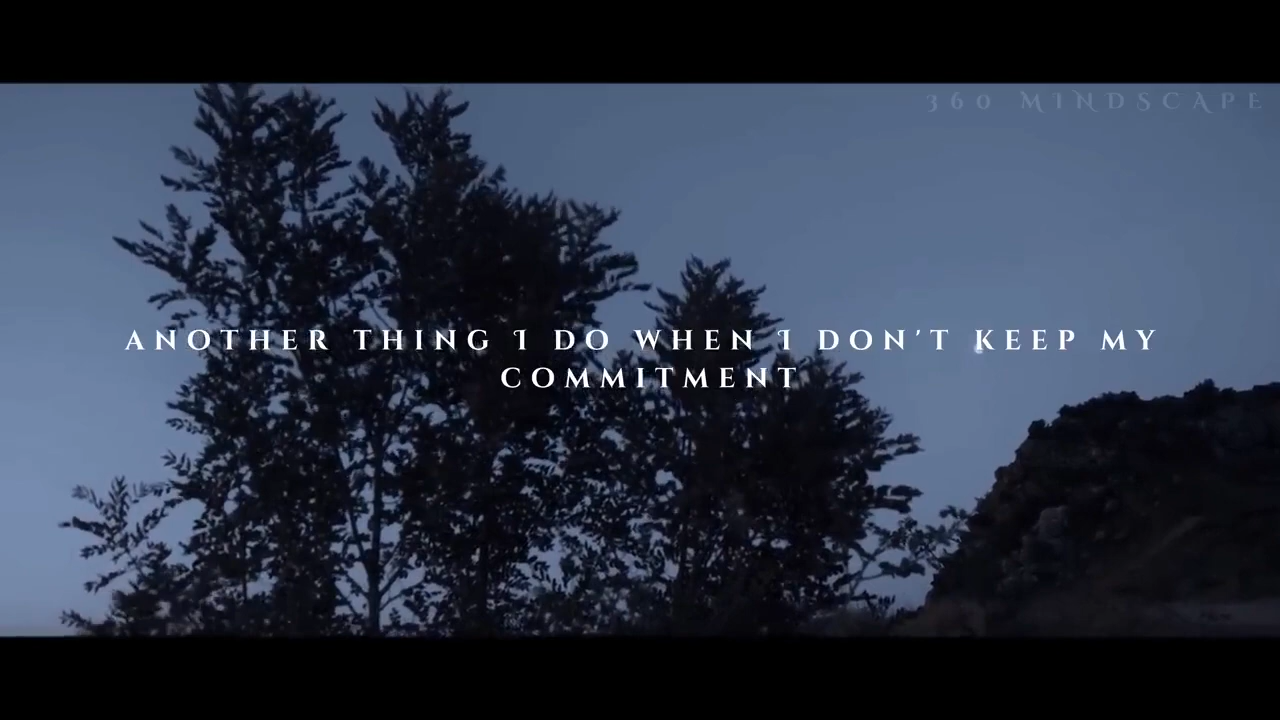 360 MINDSCAPE
ANOTHER THING I DO WHEN I DON'T KEEP MY
COMMITMENT